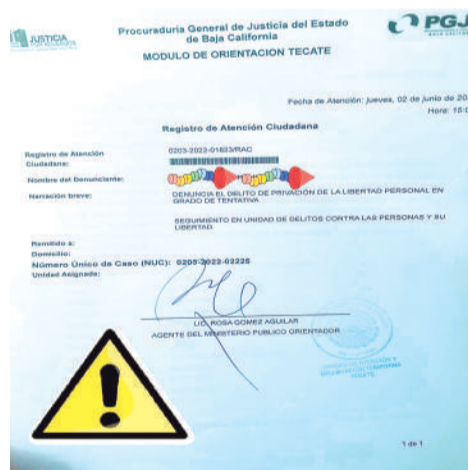 JUSTICIA
Procuraduría General de Justicia del Estado
de Baja California
PGJ
BAJA CALIFO
MODULO DE ORIENTACION TECATE
Fecha de Atención: jueves, 02 de junio de 20
Hora: 15:0
Registro de Atención Ciudadana
Registro de Atención
Ciudadana:
0203-2022-01623/RAC
Nombre del Denunciante:
Narración breve:
DENUNCIA EL DELITO DE PRIVACIÓN DE LA LIBERTAD PERSONAL EN
GRADO DE TENTATIVA
SEGUIMIENTO EN UNIDAD DE DELITOS CONTRA LAS PERSONAS Y SU
LIBERTAD.
Remitido a:
Domicilio:
Número Único de Caso (NUC): 0203-2022-02225
Unidad Asignada:
LIC. ROSA GOMEZ AGUILAR
AGENTE DEL MINISTERIO PUBLICO ORIENTADOR
TECATE
1 de 1